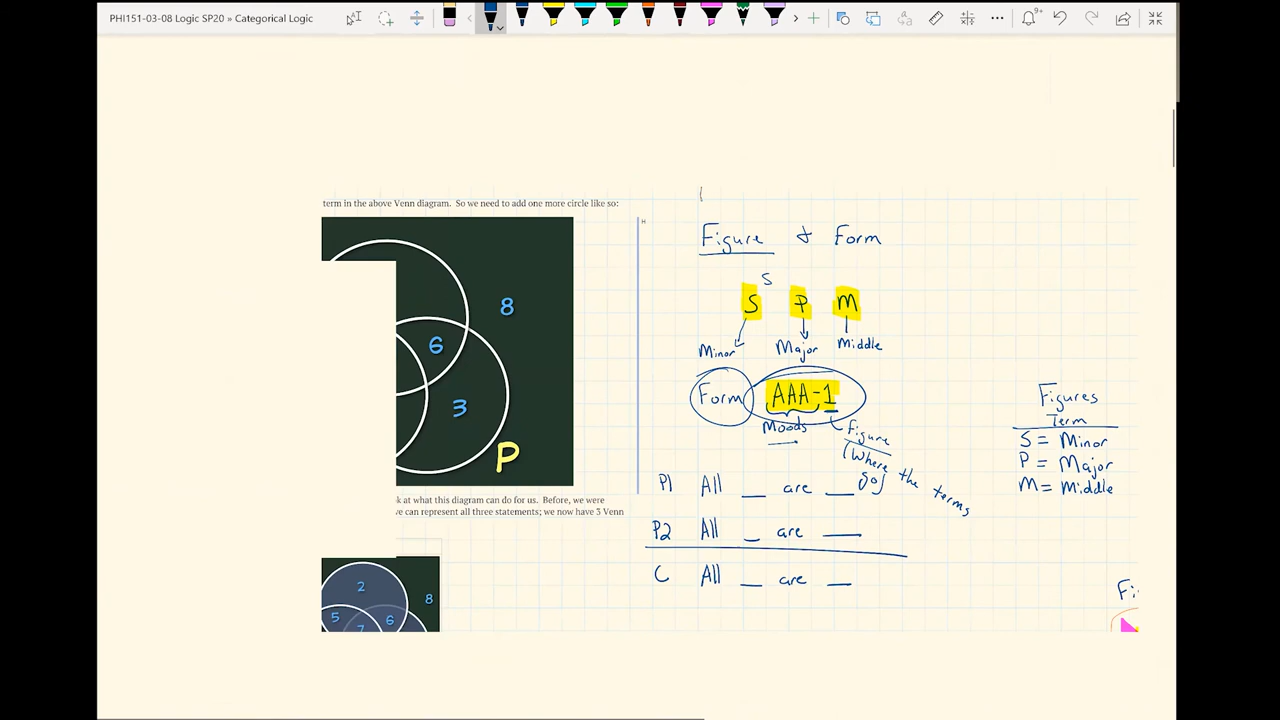 PHI151-03-08 Logic SP20 » Categorical Logic
9+
term in the above Venn diagram. So we need to add one more circle like so:
8
6
3
P
k at what this diagram can do for us. Before, we were
ve can represent all three statements; we now have 3 Venn
2
8
5
6
7
H
Figure & Form
S
S P M
Minor Major Middle
Form AAA-1
Moods
Figure
(Where the terms
go)
P1 All __ are __
P2 All __ are __
C All __ are __
Figures
Term
S = Minor
P = Major
M = Middle
Fi